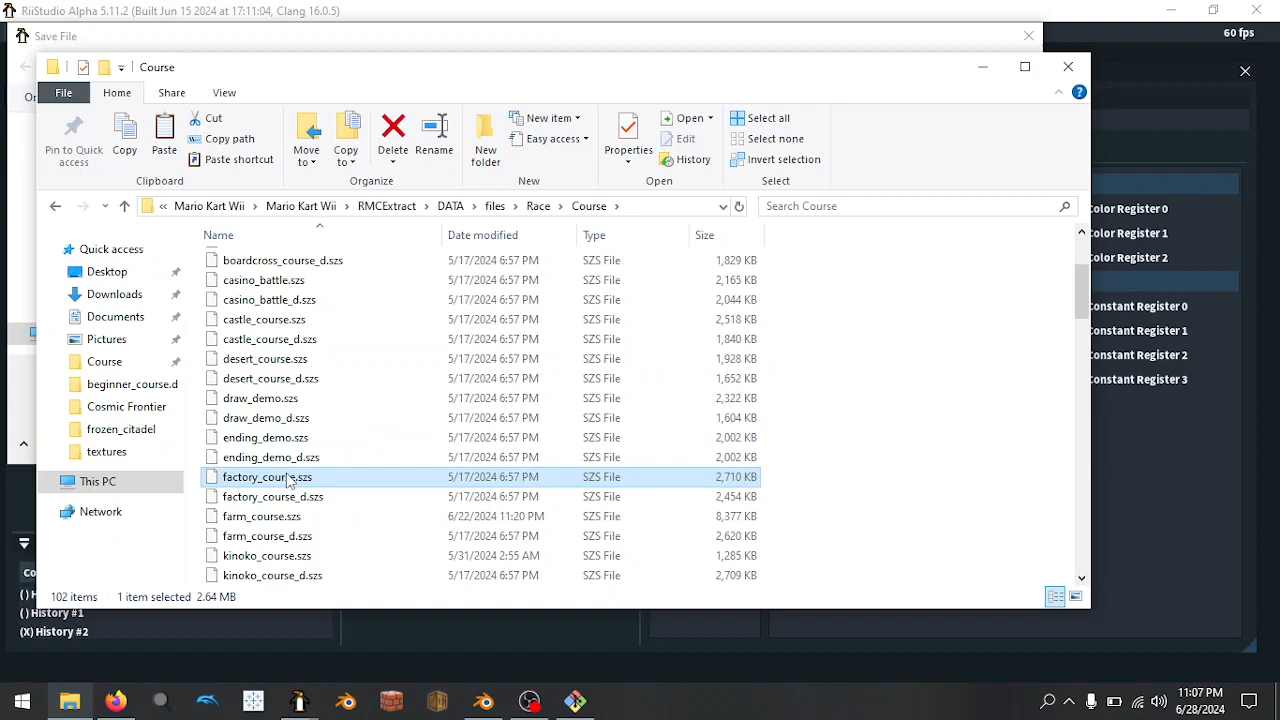 RiiStudio Alpha 5.11.2 (Built Jun 15 2024 at 17:11:04, Clang 16.0.5)
Save File
60 fps
Course
File Home Share View
Pin to Quick access
Copy
Paste
Cut
Copy path
Paste shortcut
Move to
Copy to
Delete
Rename
New folder
New item
Easy access
Properties
Open
Edit
History
Select all
Select none
Invert selection
Clipboard Organize New Open Select
« Mario Kart Wii > Mario Kart Wii > RMCExtract > DATA > files > Race > Course >
Search Course
Name Date modified Type Size
Quick access
Desktop
Downloads
Documents
Pictures
Course
beginner_course.d
Cosmic Frontier
frozen_citadel
textures
This PC
Network
boardcross_course_d.szs 5/17/2024 6:57 PM SZS File 1,829 KB
casino_battle.szs 5/17/2024 6:57 PM SZS File 2,165 KB
casino_battle_d.szs 5/17/2024 6:57 PM SZS File 2,044 KB
castle_course.szs 5/17/2024 6:57 PM SZS File 2,518 KB
castle_course_d.szs 5/17/2024 6:57 PM SZS File 1,840 KB
desert_course.szs 5/17/2024 6:57 PM SZS File 1,928 KB
desert_course_d.szs 5/17/2024 6:57 PM SZS File 1,652 KB
draw_demo.szs 5/17/2024 6:57 PM SZS File 2,322 KB
draw_demo_d.szs 5/17/2024 6:57 PM SZS File 1,604 KB
ending_demo.szs 5/17/2024 6:57 PM SZS File 2,002 KB
ending_demo_d.szs 5/17/2024 6:57 PM SZS File 2,002 KB
factory_course.szs 5/17/2024 6:57 PM SZS File 2,710 KB
factory_course_d.szs 5/17/2024 6:57 PM SZS File 2,454 KB
farm_course.szs 6/22/2024 11:20 PM SZS File 8,377 KB
farm_course_d.szs 5/17/2024 6:57 PM SZS File 2,620 KB
kinoko_course.szs 5/31/2024 2:55 AM SZS File 1,285 KB
kinoko_course_d.szs 5/17/2024 6:57 PM SZS File 2,709 KB
102 items 1 item selected 2.64 MB
olor Register 0
olor Register 1
olor Register 2
onstant Register 0
onstant Register 1
onstant Register 2
onstant Register 3
Or
Co
( ) H
( ) History #1
(X) History #2
11:07 PM
6/28/2024